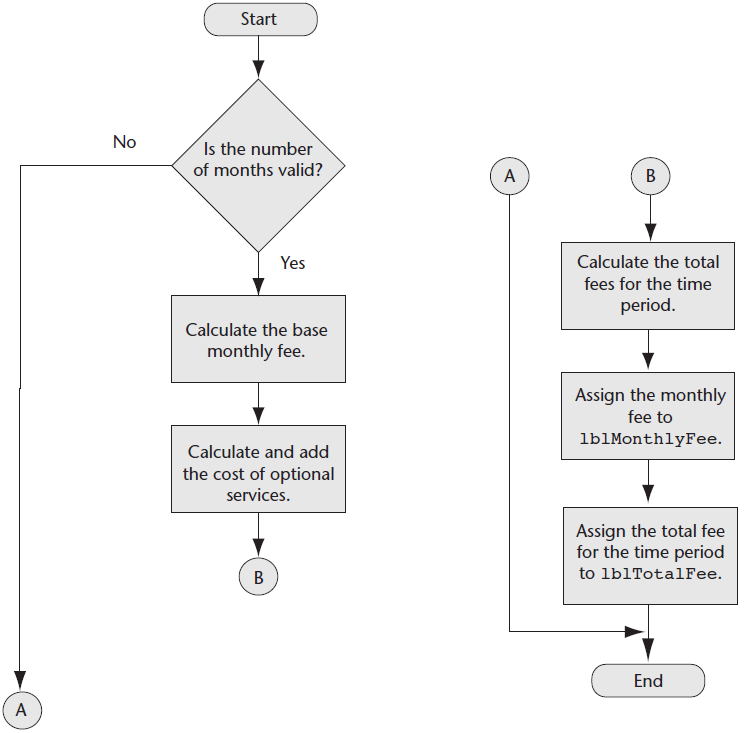 Start
No
Is the number
of months valid?
Yes
Calculate the base
monthly fee.
Calculate and add
the cost of optional
services.
B
A
A
B
Calculate the total
fees for the time
period.
Assign the monthly
fee to
lblMonthlyFee.
Assign the total fee
for the time period
to lblTotalFee.
End